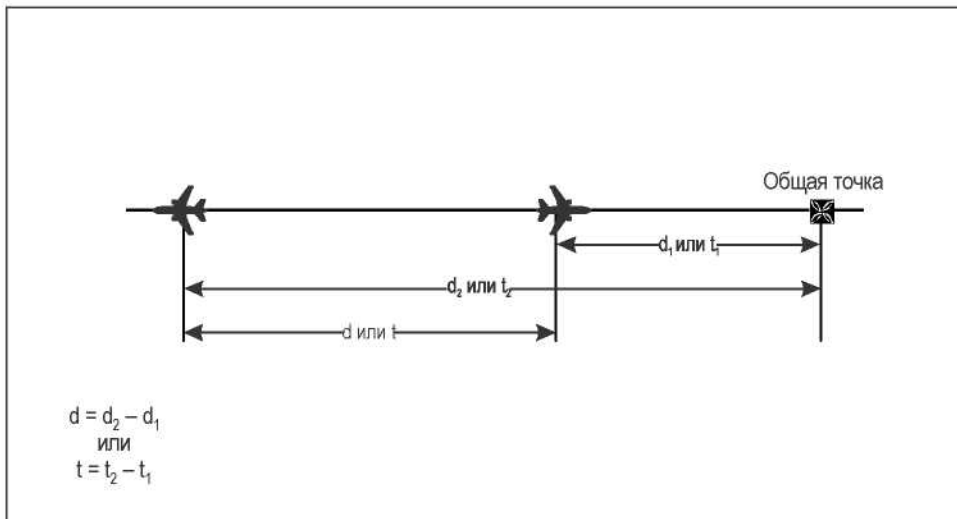 Общая точка
d₁ или t₁
d₂ или t₂
d или t
d = d₂ – d₁
или
t = t₂ – t₁